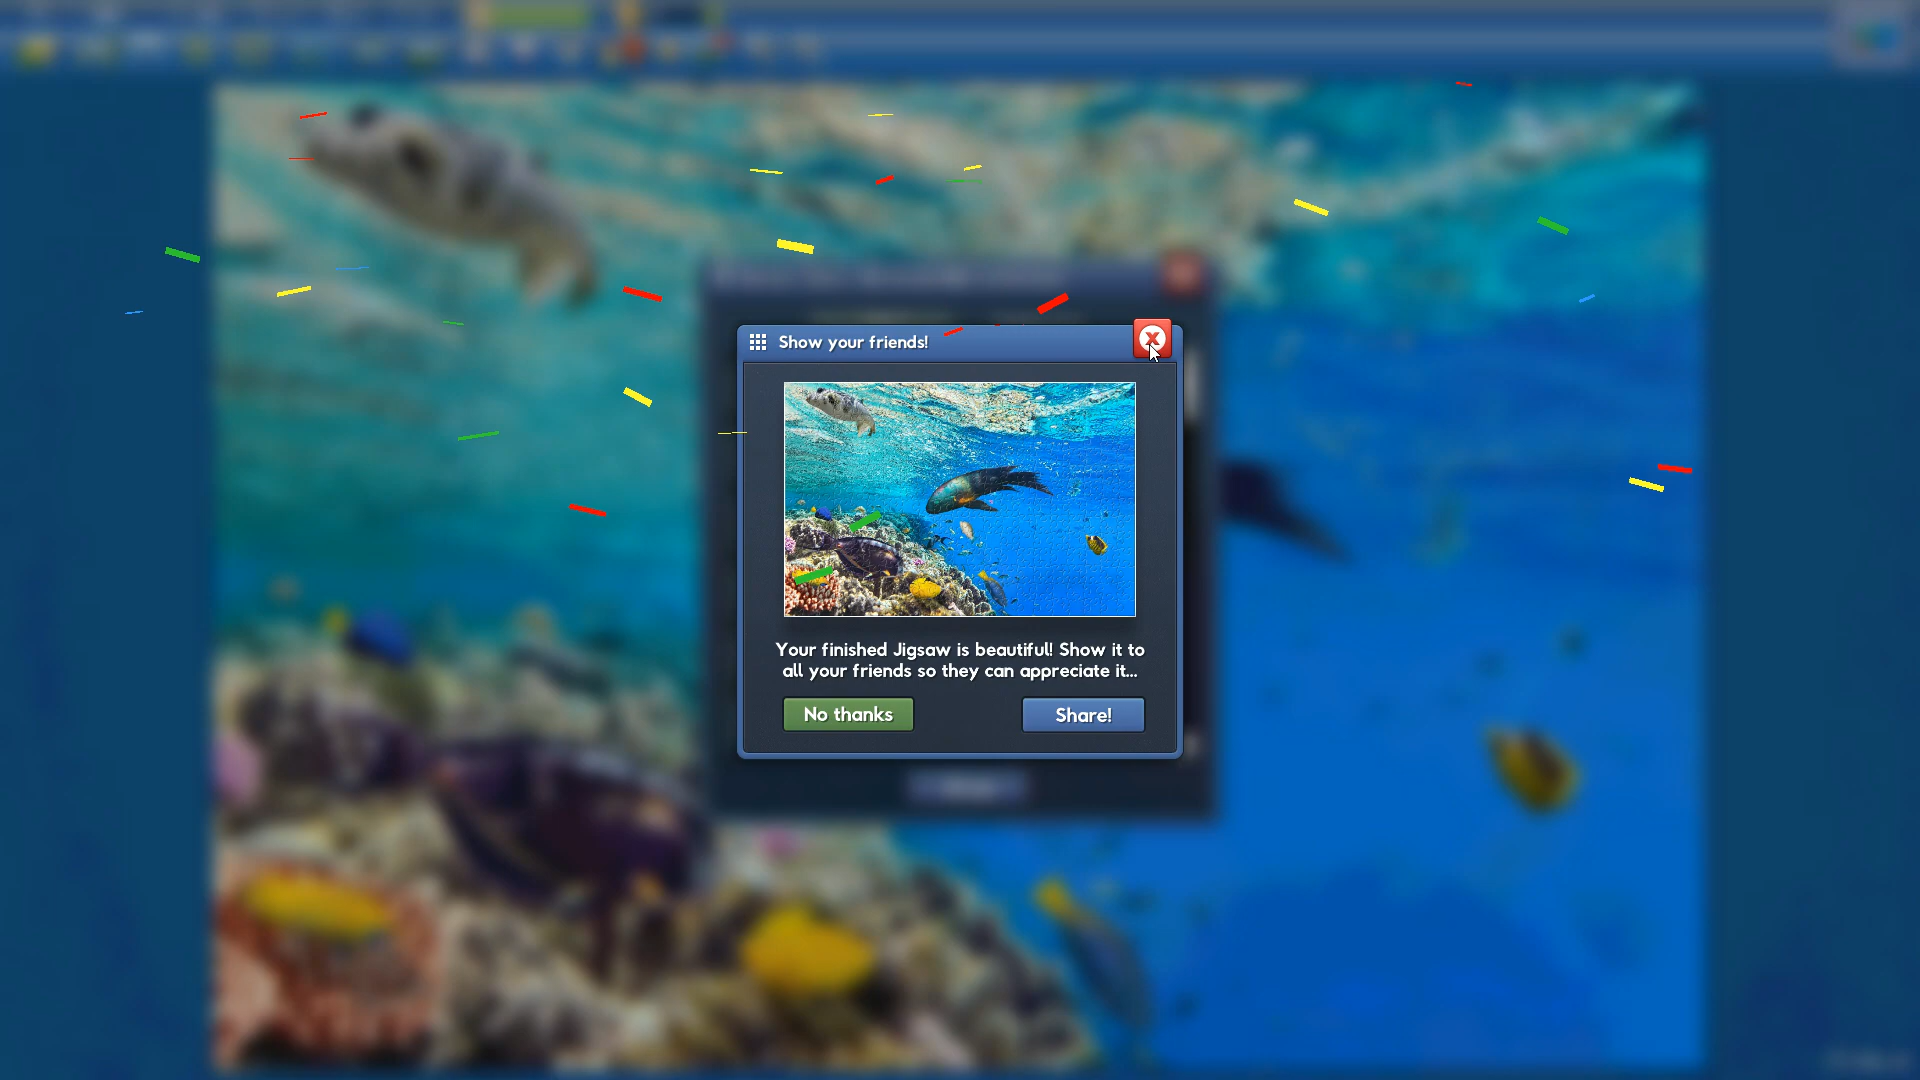 Show your friends!
Your finished Jigsaw is beautiful! Show it to
all your friends so they can appreciate it...
No thanks
Share!